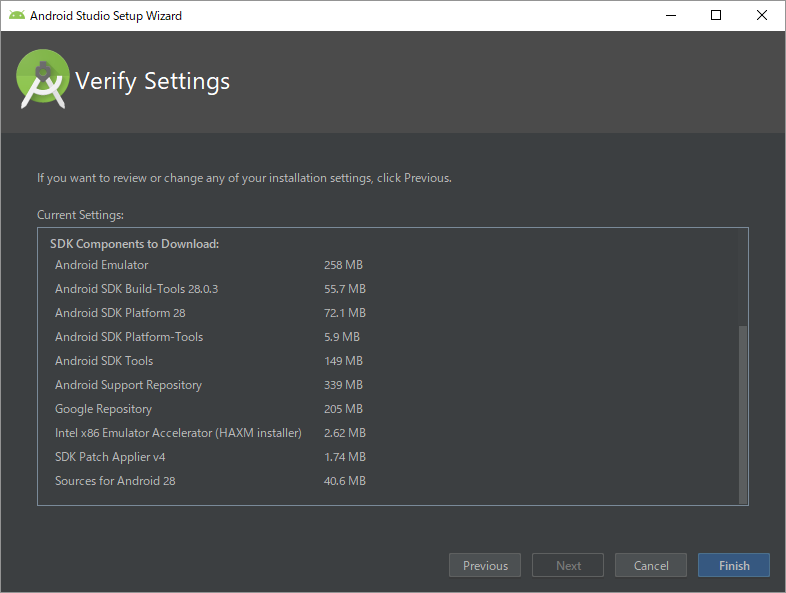 Android Studio Setup Wizard
Verify Settings
If you want to review or change any of your installation settings, click Previous.
Current Settings:
SDK Components to Download:
Android Emulator 258 MB
Android SDK Build-Tools 28.0.3 55.7 MB
Android SDK Platform 28 72.1 MB
Android SDK Platform-Tools 5.9 MB
Android SDK Tools 149 MB
Android Support Repository 339 MB
Google Repository 205 MB
Intel x86 Emulator Accelerator (HAXM installer) 2.62 MB
SDK Patch Applier v4 1.74 MB
Sources for Android 28 40.6 MB
Previous Next Cancel Finish